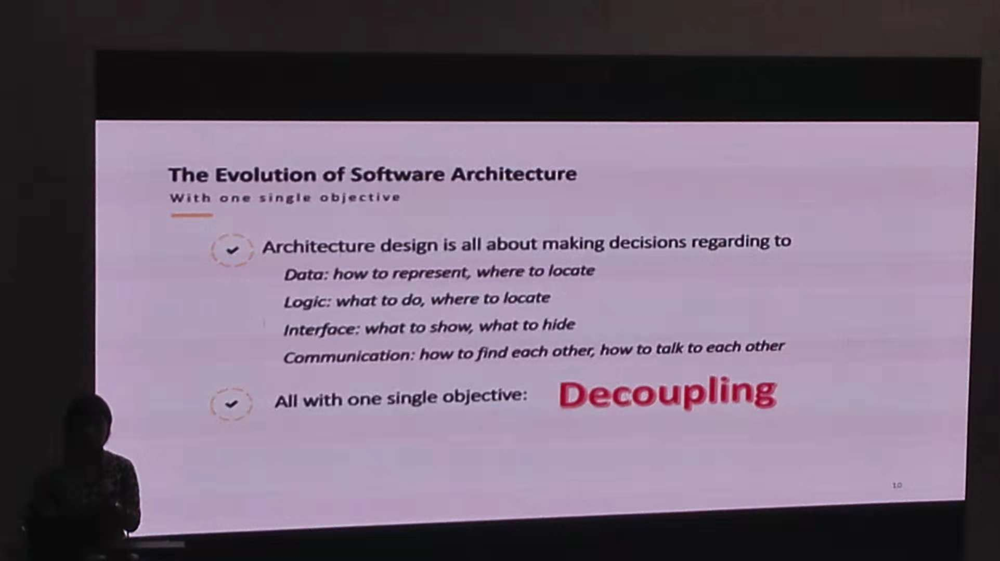 The Evolution of Software Architecture
With one single objective
Architecture design is all about making decisions regarding to
Data: how to represent, where to locate
Logic: what to do, where to locate
Interface: what to show, what to hide
Communication: how to find each other, how to talk to each other
All with one single objective: Decoupling
10